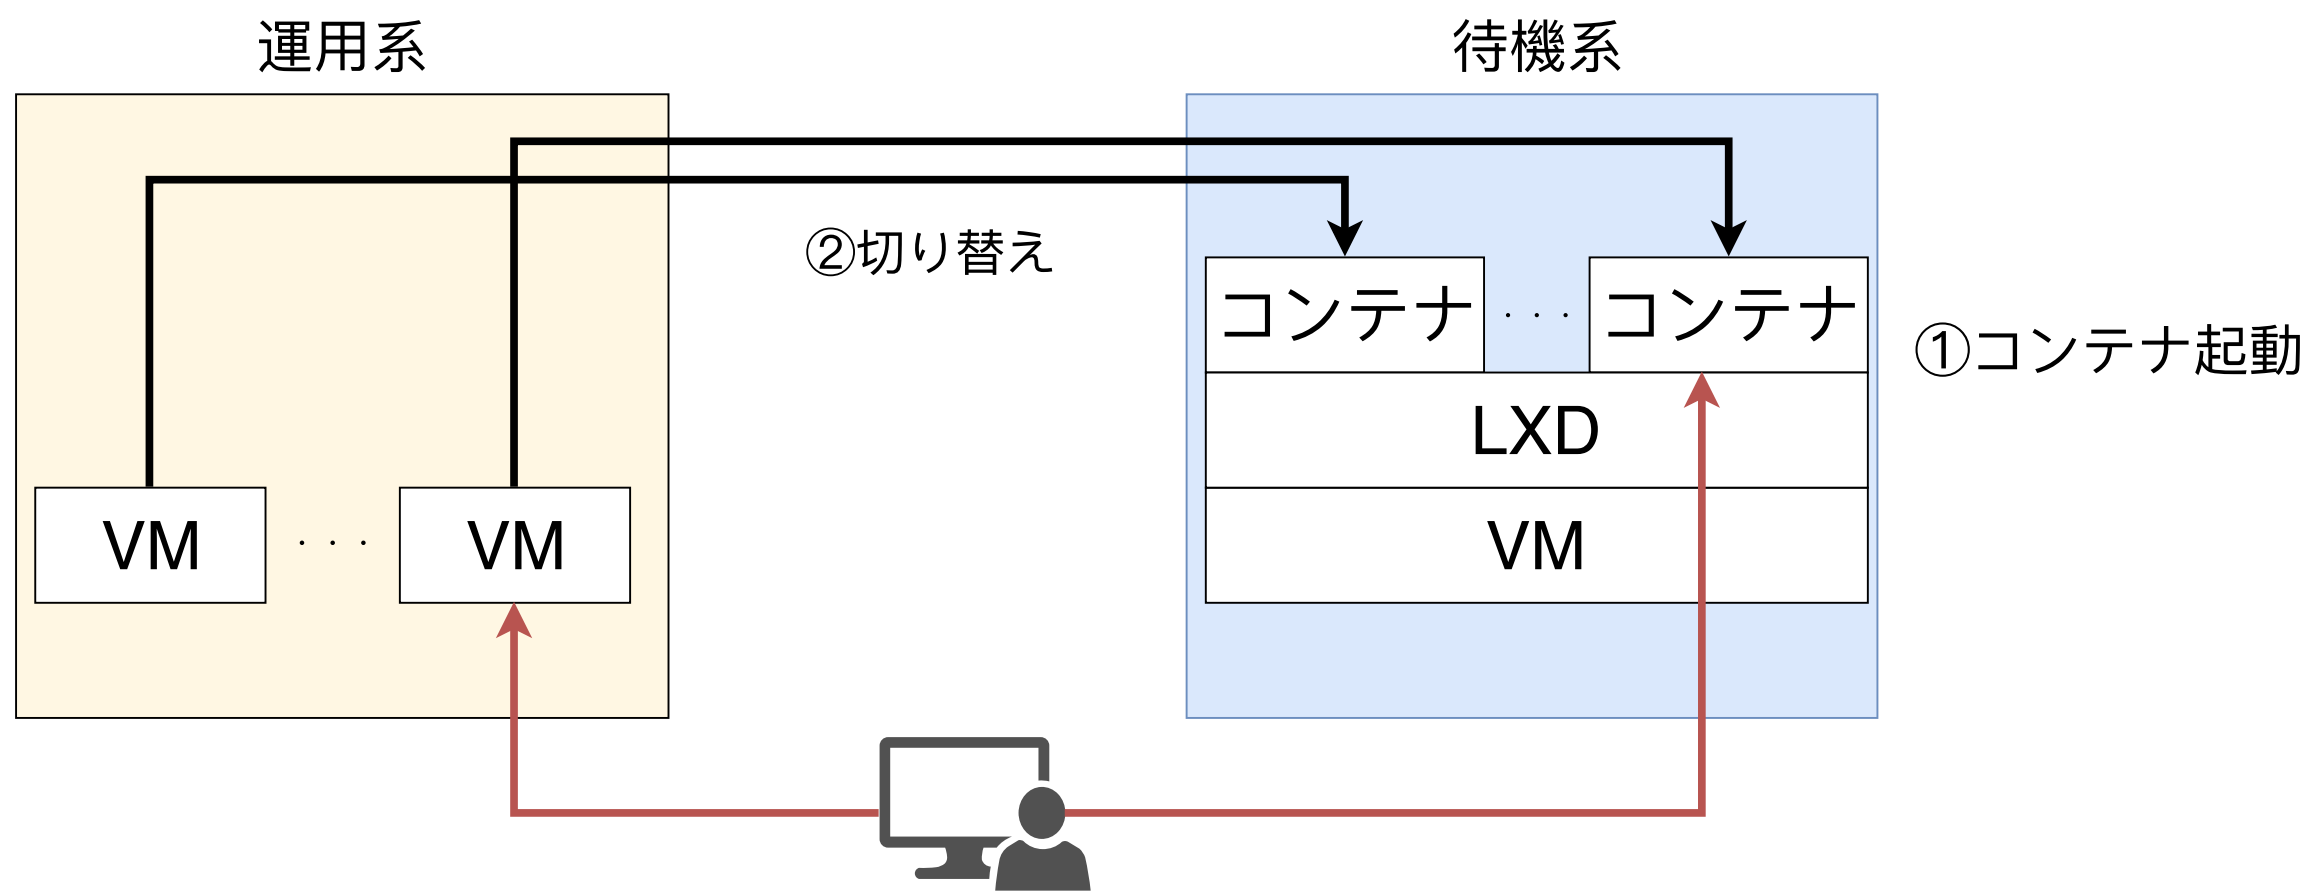 運用系
待機系
②切り替え
コンテナ ・・・ コンテナ
①コンテナ起動
LXD
VM ・・・ VM
VM